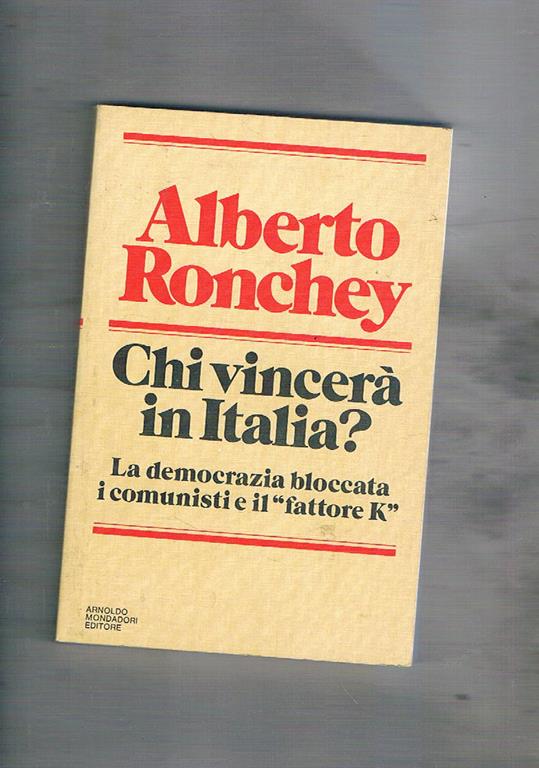 Alberto
Ronchey
Chi vincerà
in Italia?
La democrazia bloccata
i comunisti e il “fattore K”
ARNOLDO
MONDADORI
EDITORE